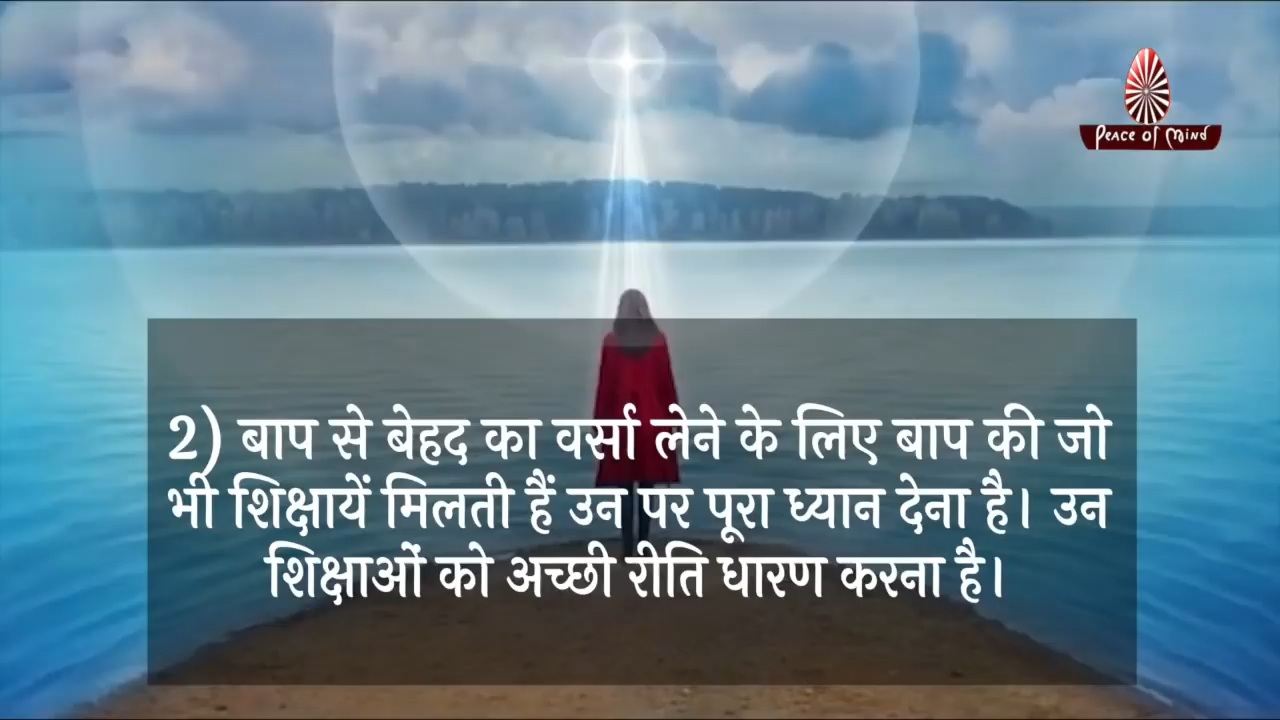 Peace of Mind
2) बाप से बेहद का वर्सा लेने के लिए बाप की जो
भी शिक्षायें मिलती हैं उन पर पूरा ध्यान देना है। उन
शिक्षाओं को अच्छी रीति धारण करना है।